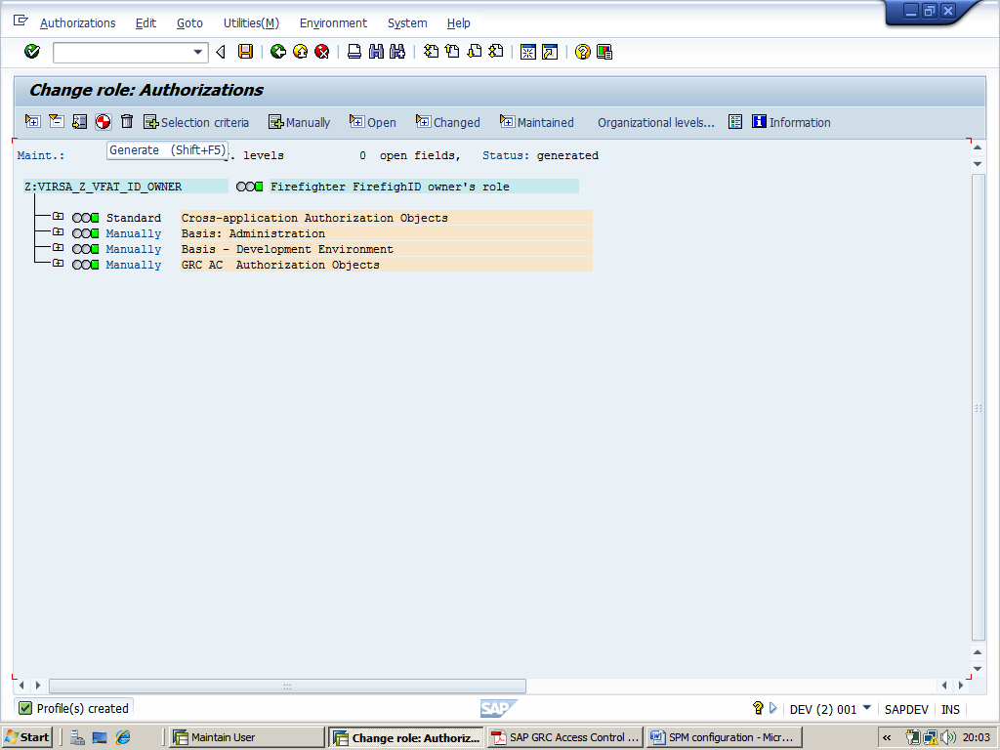 Authorizations Edit Goto Utilities(M) Environment System Help
Change role: Authorizations
Selection criteria Manually Open Changed Maintained Organizational levels... Information
Maint.: . levels 0 open fields, Status: generated
Generate (Shift+F5)
Z:VIRSA_Z_VFAT_ID_OWNER Firefighter FirefighID owner's role
Standard Cross-application Authorization Objects
Manually Basis: Administration
Manually Basis - Development Environment
Manually GRC AC Authorization Objects
Profile(s) created SAP DEV (2) 001 SAPDEV INS
Start Maintain User Change role: Authoriz... SAP GRC Access Control ... SPM configuration - Micr... « 20:03